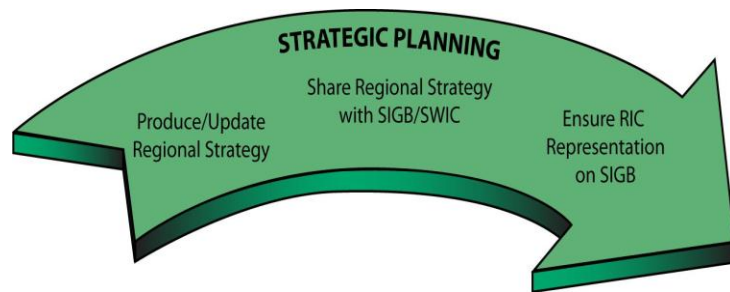 STRATEGIC PLANNING
Produce/Update
Regional Strategy
Share Regional Strategy
with SIGB/SWIC
Ensure RIC
Representation
on SIGB